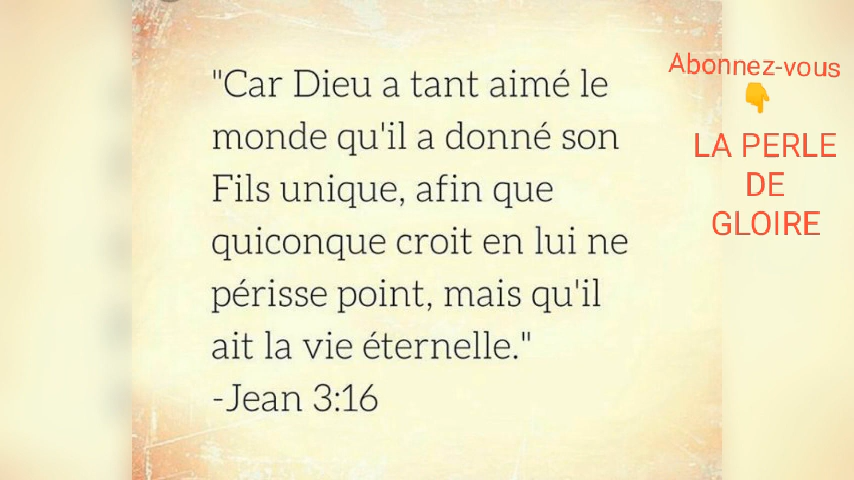 "Car Dieu a tant aimé le
monde qu'il a donné son
Fils unique, afin que
quiconque croit en lui ne
périsse point, mais qu'il
ait la vie éternelle."
-Jean 3:16
Abonnez-vous
👇
LA PERLE
DE
GLOIRE